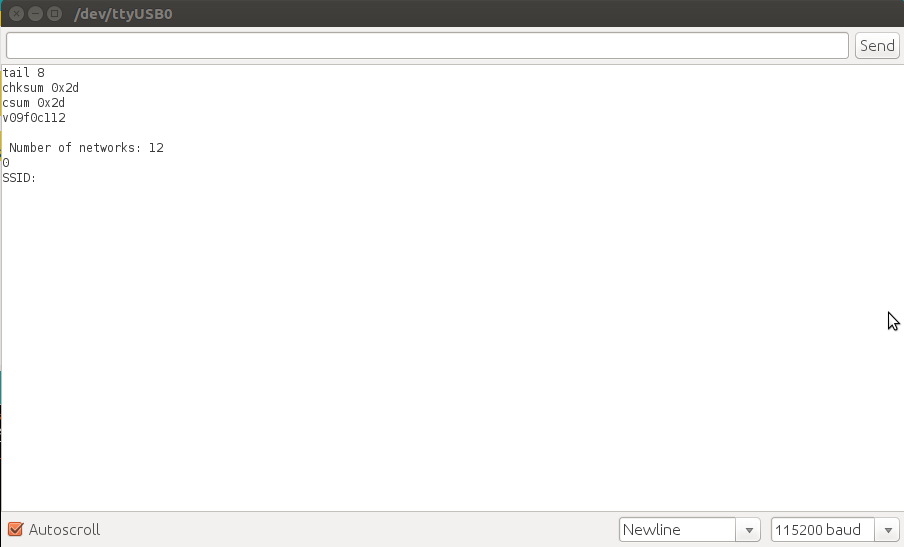 /dev/ttyUSB0
Send
tail 8
chksum 0x2d
csum 0x2d
v09f0c112
Number of networks: 12
0
SSID:
Autoscroll
Newline
115200 baud